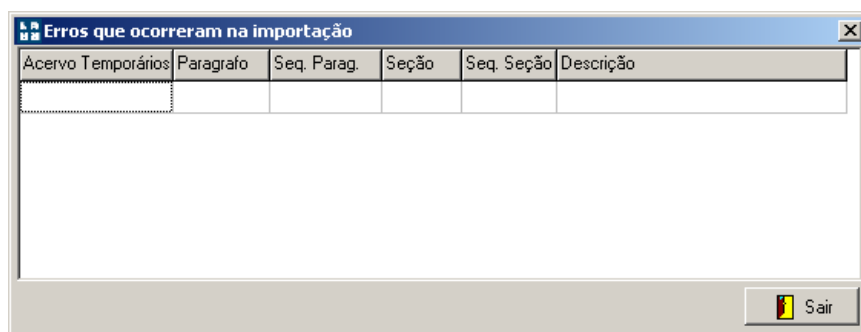 Erros que ocorreram na importação
Acervo Temporários Paragrafo Seq. Parag. Seção Seq. Seção Descrição
Sair